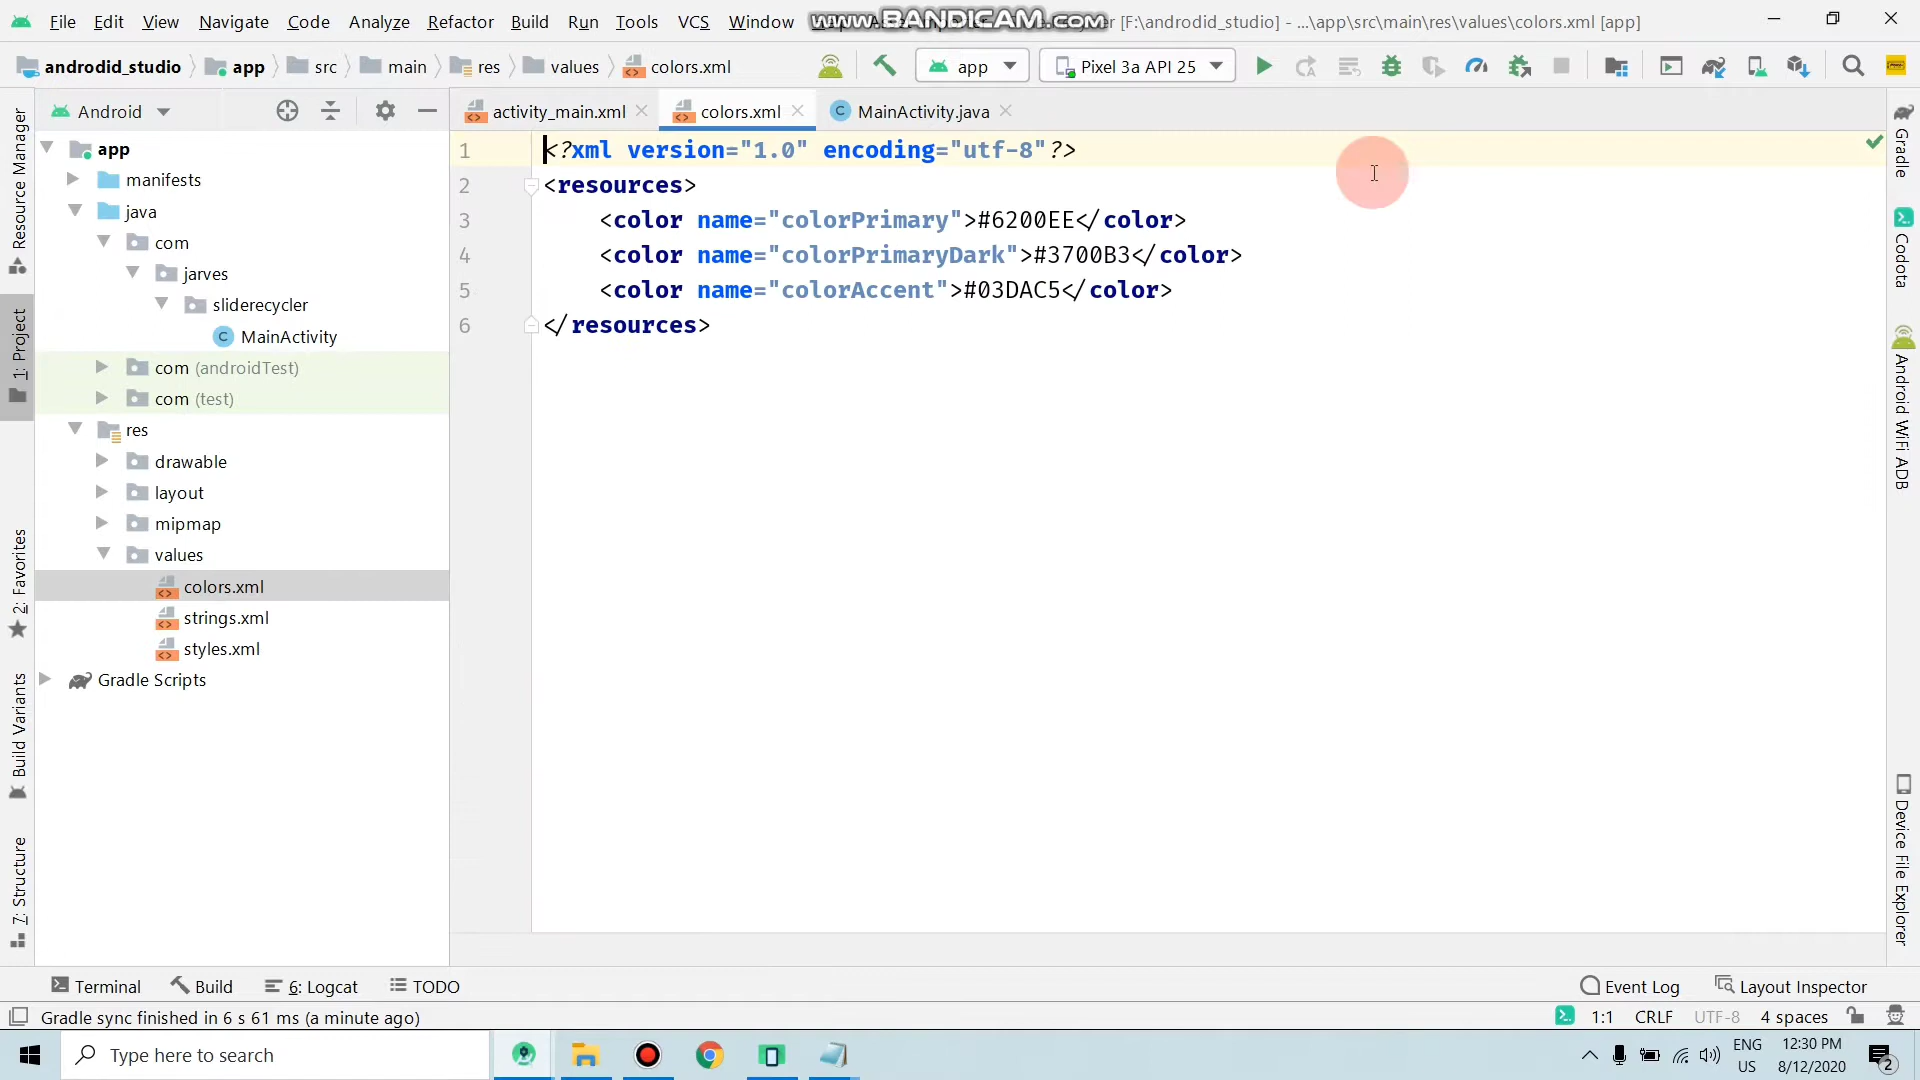 File Edit View Navigate Code Analyze Refactor Build Run Tools VCS Window
www.BANDICAM.com
[F:\androdid_studio] - ...\app\src\main\res\values\colors.xml [app]
androdid_studio app src main res values colors.xml
app
Pixel 3a API 25
Android
activity_main.xml
colors.xml
MainActivity.java
app
manifests
java
com
jarves
sliderecycler
MainActivity
com (androidTest)
com (test)
res
drawable
layout
mipmap
values
colors.xml
strings.xml
styles.xml
Gradle Scripts
1 <?xml version="1.0" encoding="utf-8"?>
2 <resources>
3 <color name="colorPrimary">#6200EE</color>
4 <color name="colorPrimaryDark">#3700B3</color>
5 <color name="colorAccent">#03DAC5</color>
6 </resources>
Resource Manager
1: Project
2: Favorites
Build Variants
7: Structure
Gradle
Codota
Android WiFi ADB
Device File Explorer
Terminal
Build
6: Logcat
TODO
Event Log
Layout Inspector
Gradle sync finished in 6 s 61 ms (a minute ago)
1:1 CRLF UTF-8 4 spaces
Type here to search
ENG
US
12:30 PM
8/12/2020
2